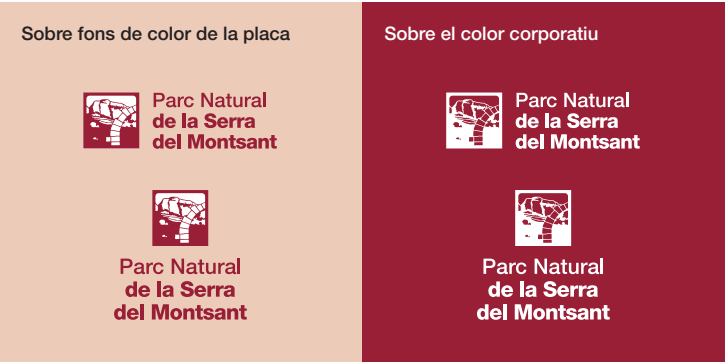 Sobre fons de color de la placa
Parc Natural
de la Serra
del Montsant
Parc Natural
de la Serra
del Montsant
Sobre el color corporatiu
Parc Natural
de la Serra
del Montsant
Parc Natural
de la Serra
del Montsant